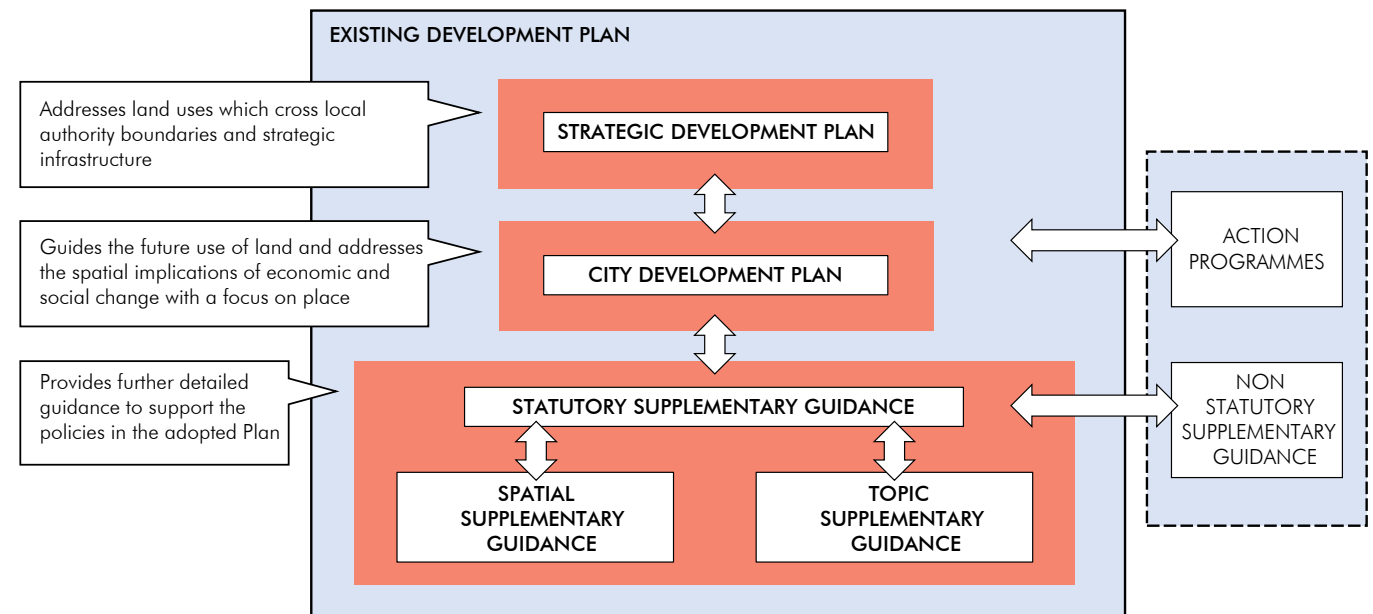 EXISTING DEVELOPMENT PLAN
Addresses land uses which cross local
authority boundaries and strategic
infrastructure
STRATEGIC DEVELOPMENT PLAN
Guides the future use of land and addresses
the spatial implications of economic and
social change with a focus on place
CITY DEVELOPMENT PLAN
ACTION
PROGRAMMES
Provides further detailed
guidance to support the
policies in the adopted Plan
STATUTORY SUPPLEMENTARY GUIDANCE
NON
STATUTORY
SUPPLEMENTARY
GUIDANCE
SPATIAL
SUPPLEMENTARY
GUIDANCE
TOPIC
SUPPLEMENTARY
GUIDANCE